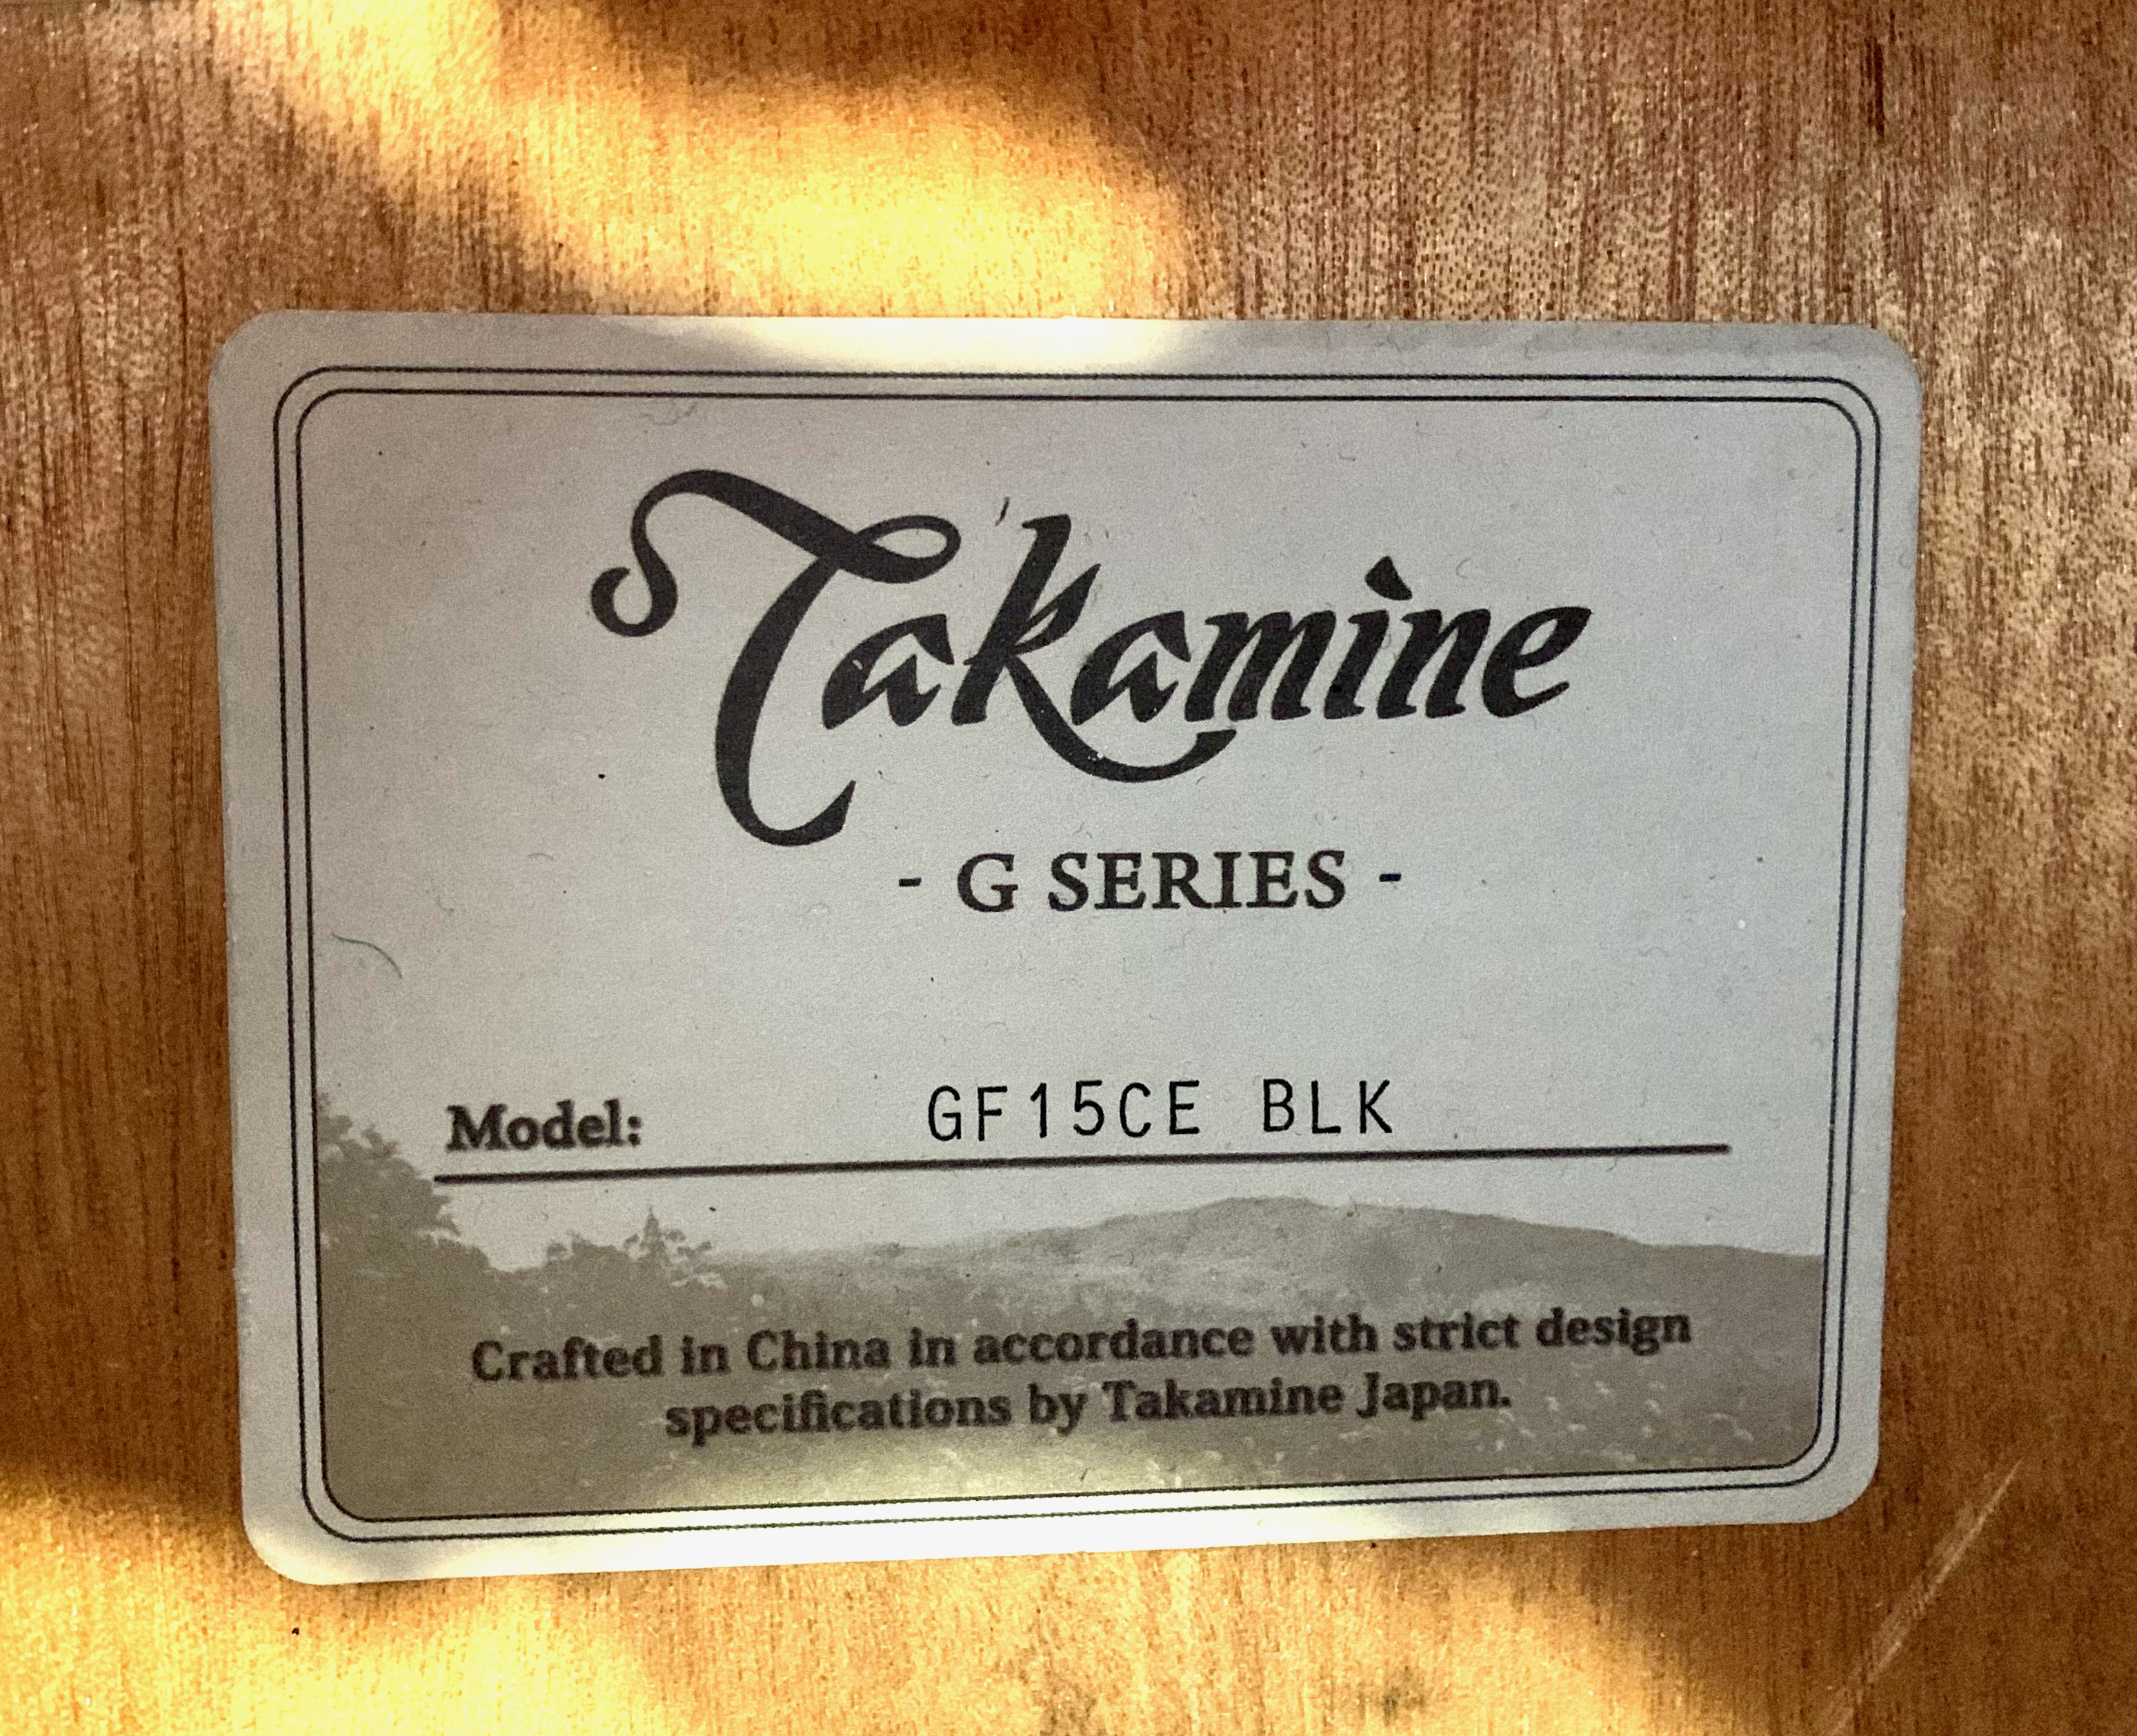 Takamine
- G SERIES -
Model: GF15CE BLK
Crafted in China in accordance with strict design
specifications by Takamine Japan.